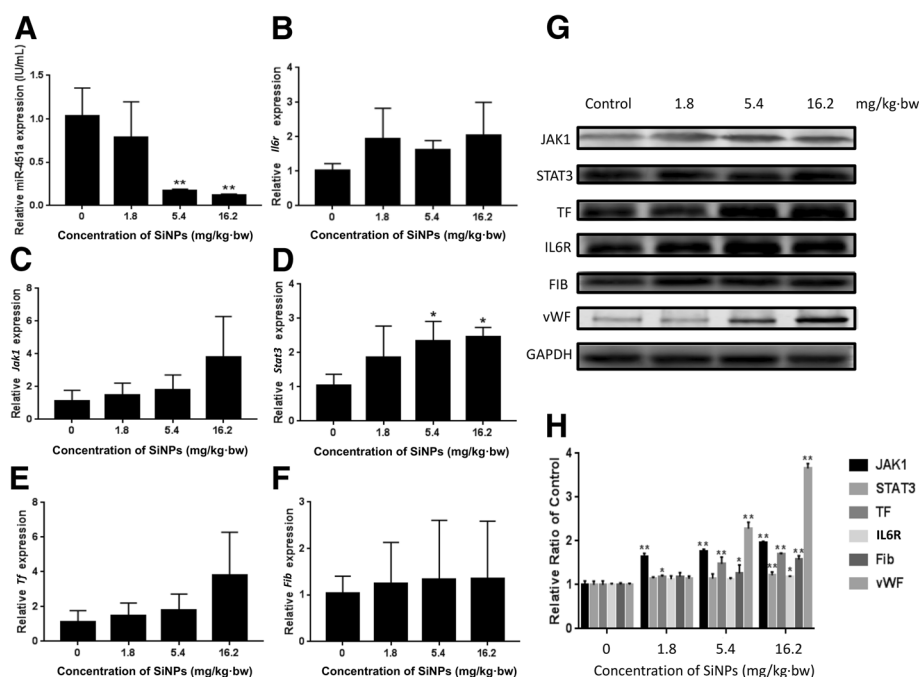 A
Relative miR-451a expression (IU/mL)
1.5
1.0
0.5
0.0
**
**
0
1.8
5.4
16.2
Concentration of SiNPs (mg/kg·bw)
B
Relative Il6r expression
4
3
2
1
0
0
1.8
5.4
16.2
Concentration of SiNPs (mg/kg·bw)
C
Relative Jak1 expression
8
6
4
2
0
0
1.8
5.4
16.2
Concentration of SiNPs (mg/kg·bw)
D
Relative Stat3 expression
4
3
2
1
0
*
*
0
1.8
5.4
16.2
Concentration of SiNPs (mg/kg·bw)
E
Relative Tf expression
8
6
4
2
0
0
1.8
5.4
16.2
Concentration of SiNPs (mg/kg·bw)
F
Relative Fib expression
3
2
1
0
0
1.8
5.4
16.2
Concentration of SiNPs (mg/kg·bw)
G
Control 1.8 5.4 16.2 mg/kg·bw
JAK1
STAT3
TF
IL6R
FIB
vWF
GAPDH
H
Relative Ratio of Control
4
3
2
1
0
**
*
**
**
*
**
**
**
**
*
**
**
0 1.8 5.4 16.2
Concentration of SiNPs (mg/kg·bw)
JAK1
STAT3
TF
IL6R
Fib
vWF